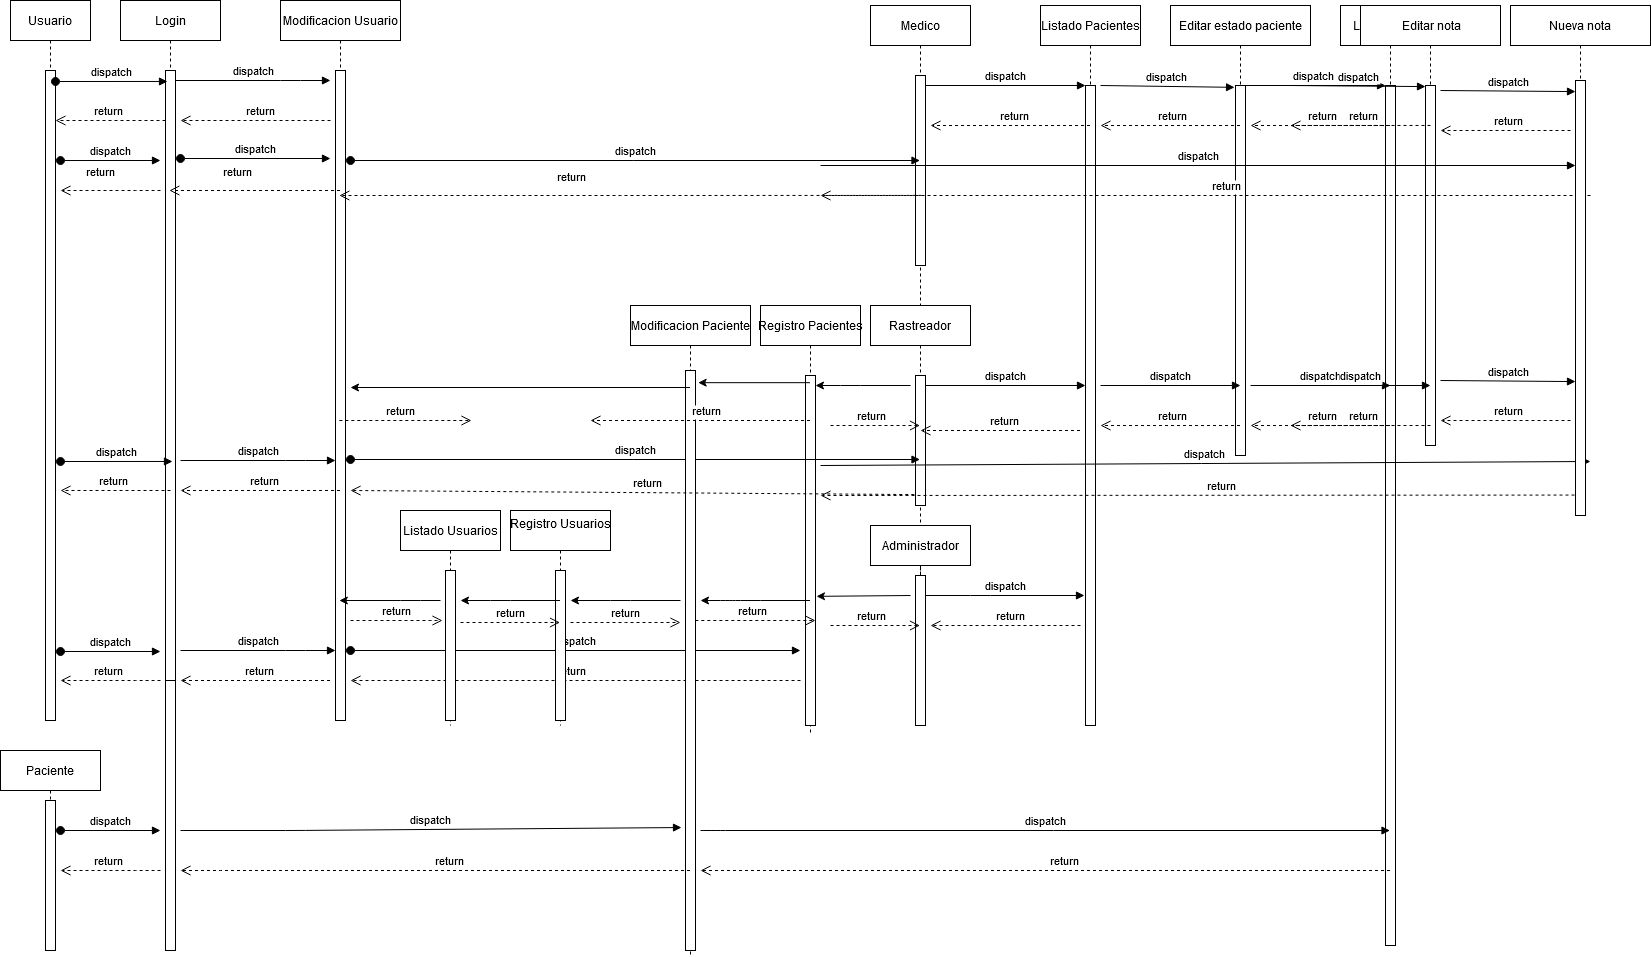 Usuario
Login
Modificacion Usuario
Medico
Listado Pacientes
Editar estado paciente
L
Editar nota
Nueva nota
dispatch
dispatch
dispatch
dispatch
dispatch
dispatch
dispatch
return
return
return
return
return
return
return
dispatch
dispatch
dispatch
dispatch
return
return
return
return
Modificacion Paciente
Registro Pacientes
Rastreador
dispatch
dispatch
dispatch
dispatch
dispatch
return
return
return
return
return
return
return
return
dispatch
dispatch
dispatch
dispatch
return
return
return
return
Listado Usuarios
Registro Usuarios
Administrador
dispatch
return
return
return
return
return
return
dispatch
dispatch
spatch
return
return
turn
Paciente
dispatch
dispatch
dispatch
return
return
return